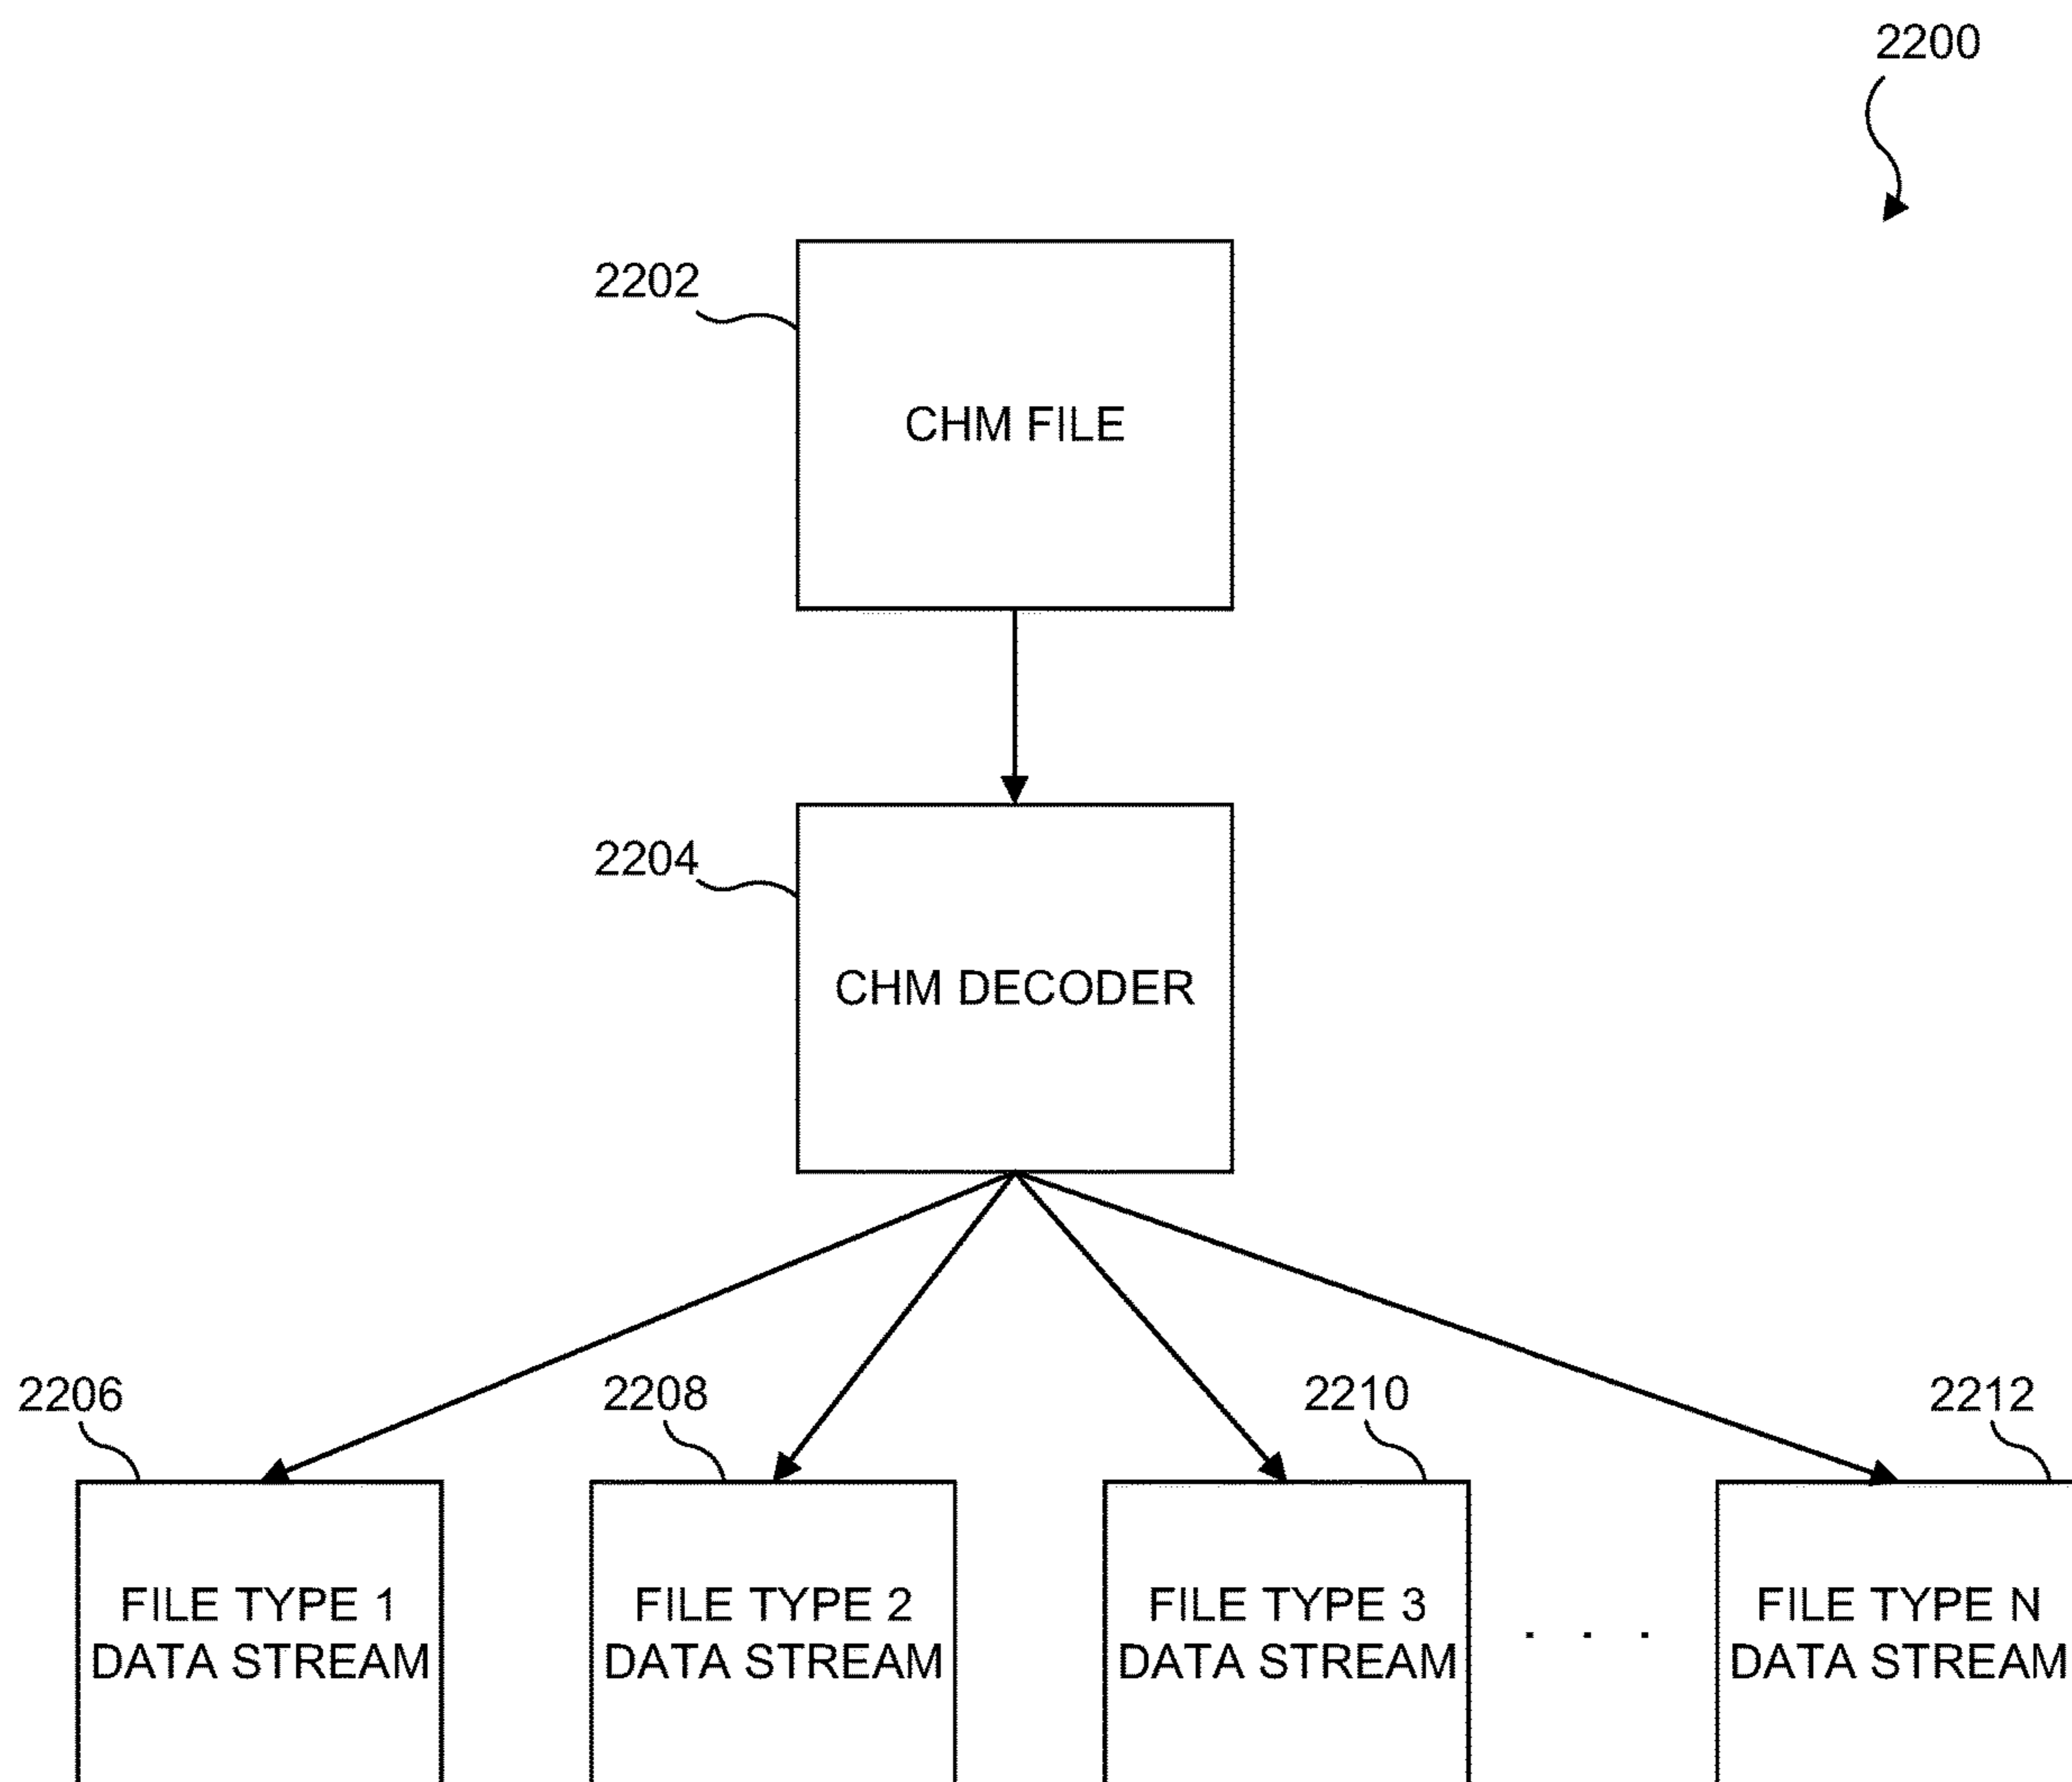 2200
2202
CHM FILE
2204
CHM DECODER
2206
2208
2210
2212
FILE TYPE 1
DATA STREAM
FILE TYPE 2
DATA STREAM
FILE TYPE 3
DATA STREAM
. . .
FILE TYPE N
DATA STREAM